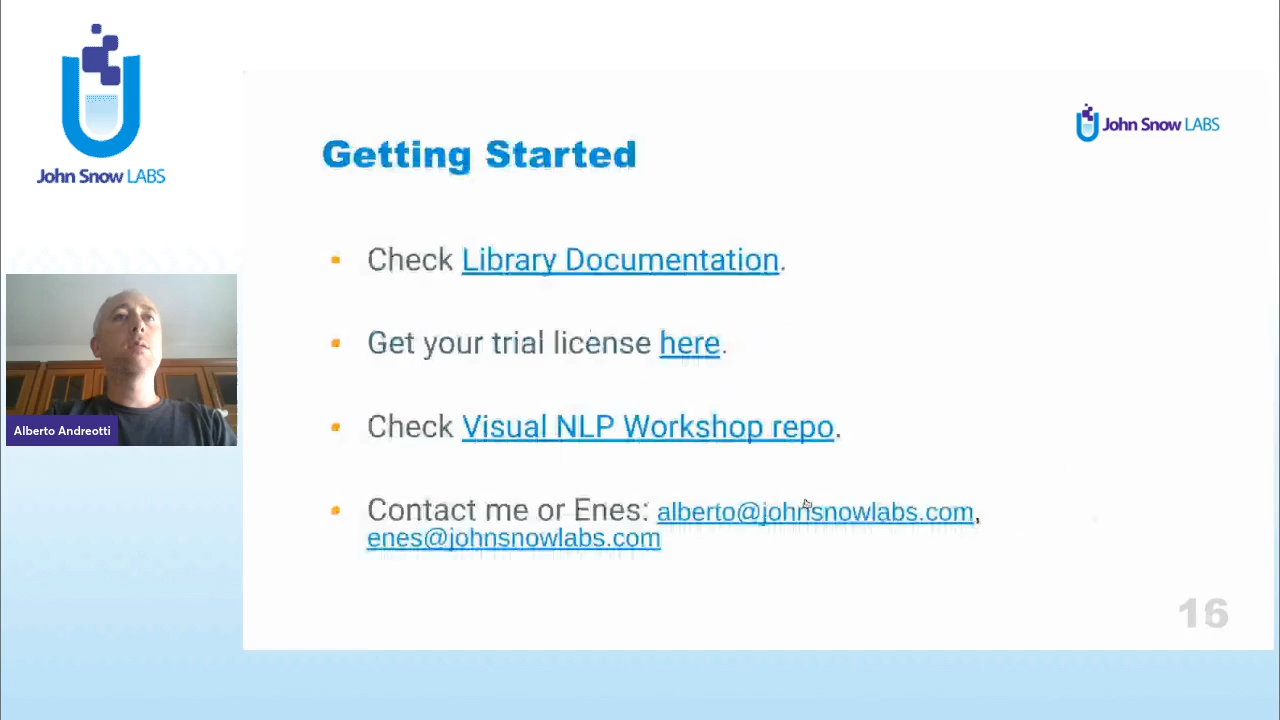 John Snow LABS
John Snow LABS
Getting Started
Check Library Documentation.
Get your trial license here.
Check Visual NLP Workshop repo.
Contact me or Enes: alberto@johnsnowlabs.com,
enes@johnsnowlabs.com
Alberto Andreotti
16